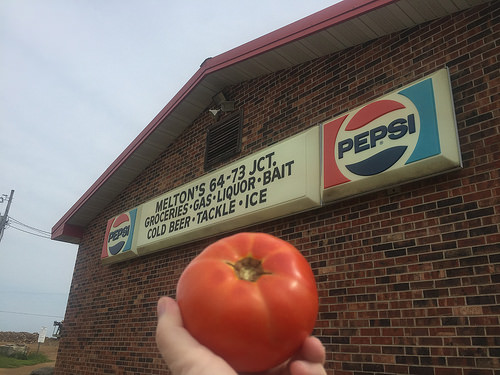 MELTON'S 64-73 JCT.
GROCERIES·GAS·LIQUOR·BAIT
COLD BEER·TACKLE·ICE
PEPSI
PEPSI